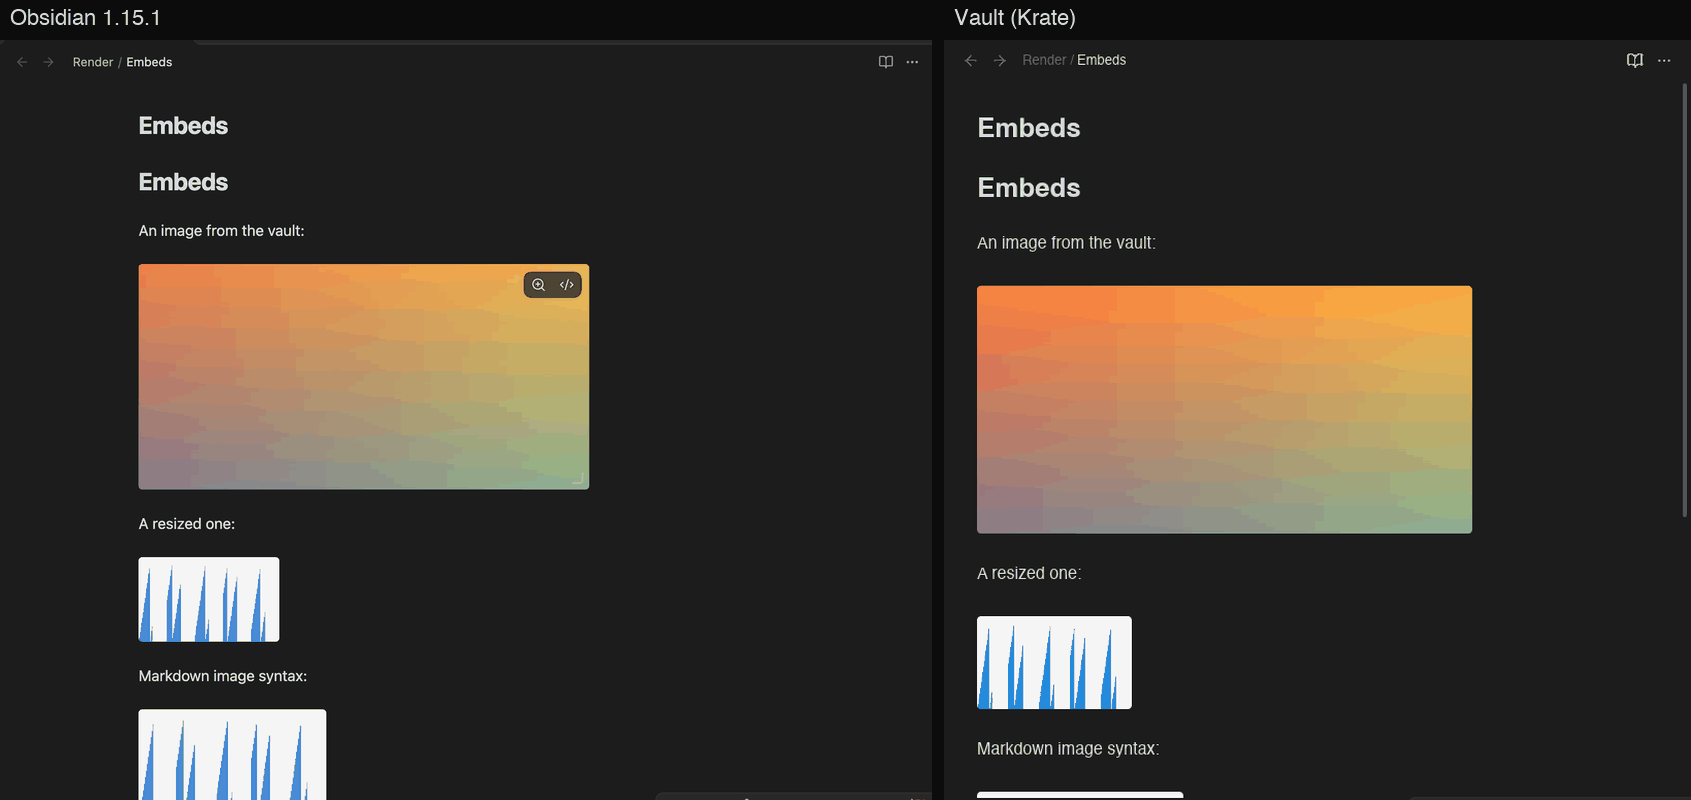 Obsidian 1.15.1
Render / Embeds
Embeds
Embeds
An image from the vault:
A resized one:
Markdown image syntax:
Vault (Krate)
Render / Embeds
Embeds
Embeds
An image from the vault:
A resized one:
Markdown image syntax: